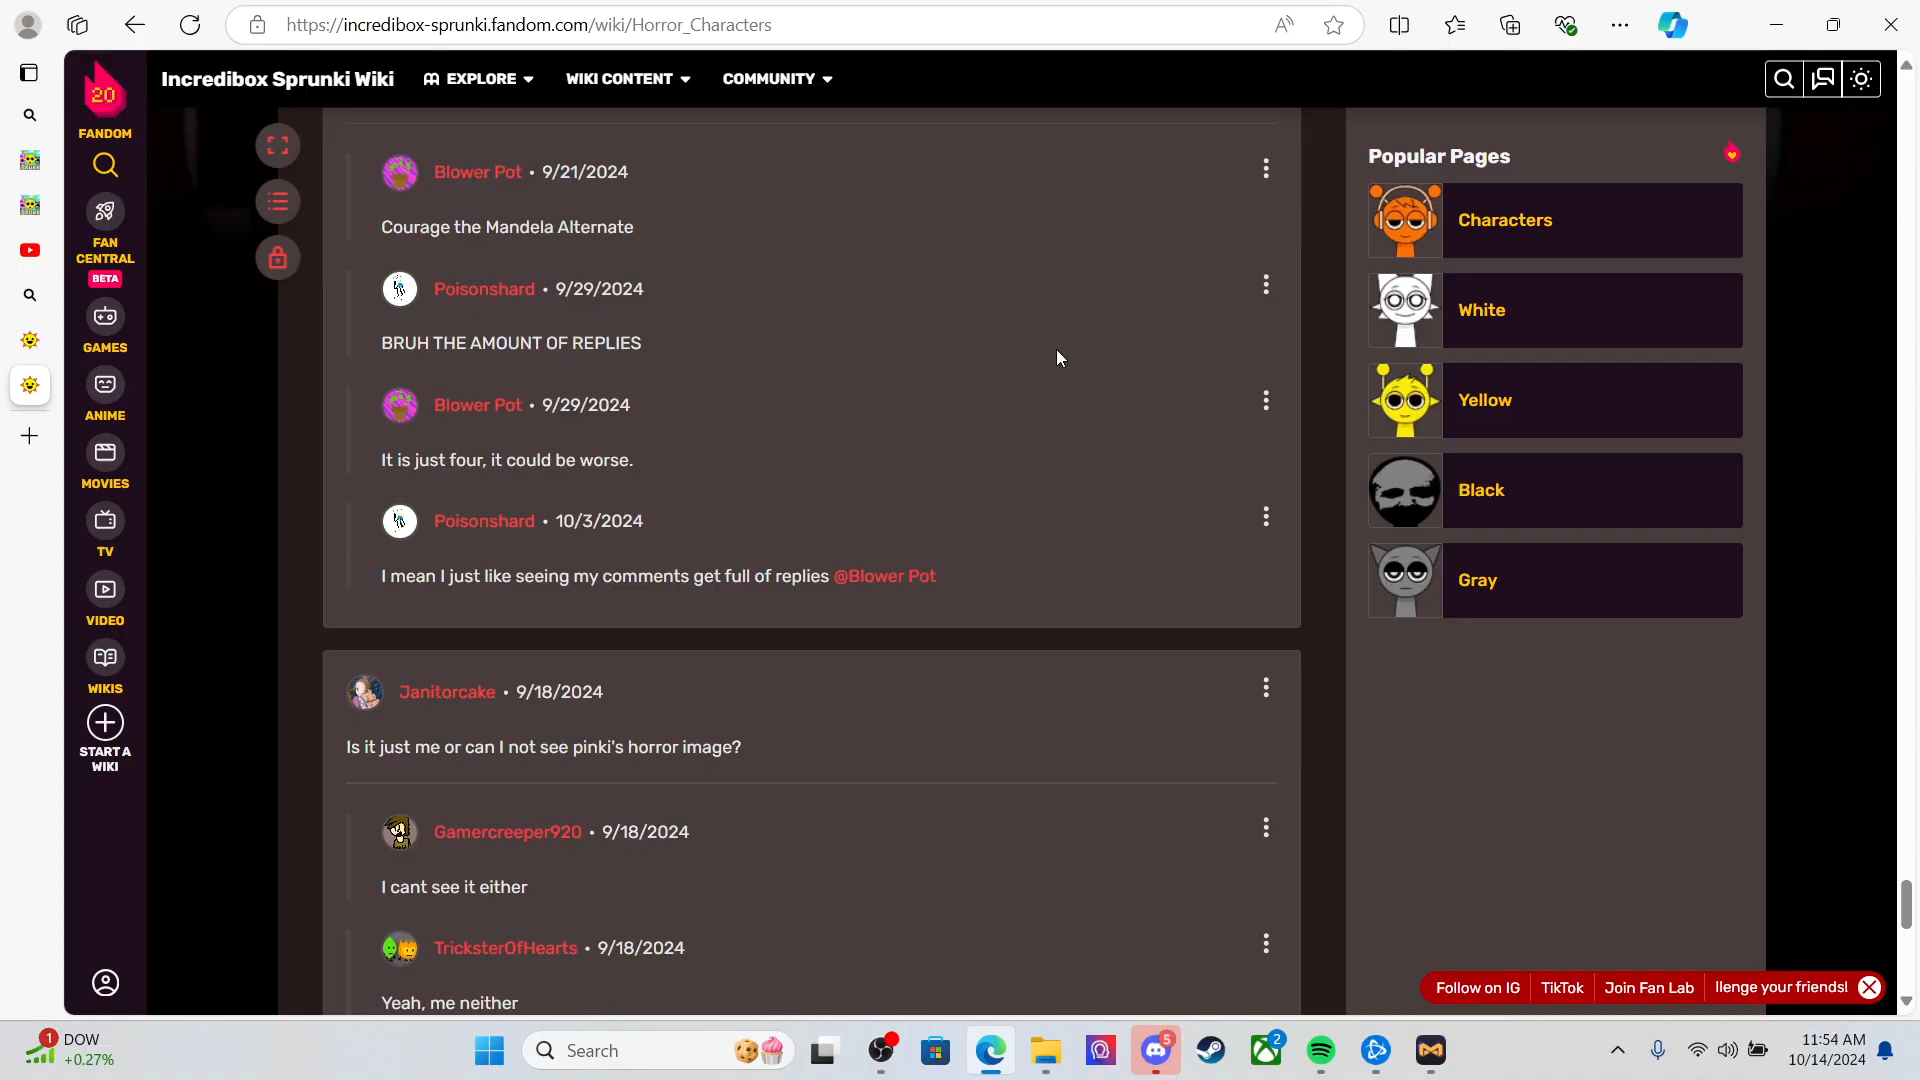 https://incredibox-sprunki.fandom.com/wiki/Horror_Characters
20
FANDOM
FAN
CENTRAL
BETA
GAMES
ANIME
MOVIES
TV
VIDEO
WIKIS
START A
WIKI
Incredibox Sprunki Wiki
EXPLORE
WIKI CONTENT
COMMUNITY
Blower Pot • 9/21/2024
Courage the Mandela Alternate
Poisonshard • 9/29/2024
BRUH THE AMOUNT OF REPLIES
Blower Pot • 9/29/2024
It is just four, it could be worse.
Poisonshard • 10/3/2024
I mean I just like seeing my comments get full of replies @Blower Pot
Janitorcake • 9/18/2024
Is it just me or can I not see pinki's horror image?
Gamercreeper920 • 9/18/2024
I cant see it either
TricksterOfHearts • 9/18/2024
Yeah, me neither
Popular Pages
Characters
White
Yellow
Black
Gray
Follow on IG
TikTok
Join Fan Lab
llenge your friends!
1
DOW
+0.27%
Search
5
2
11:54 AM
10/14/2024